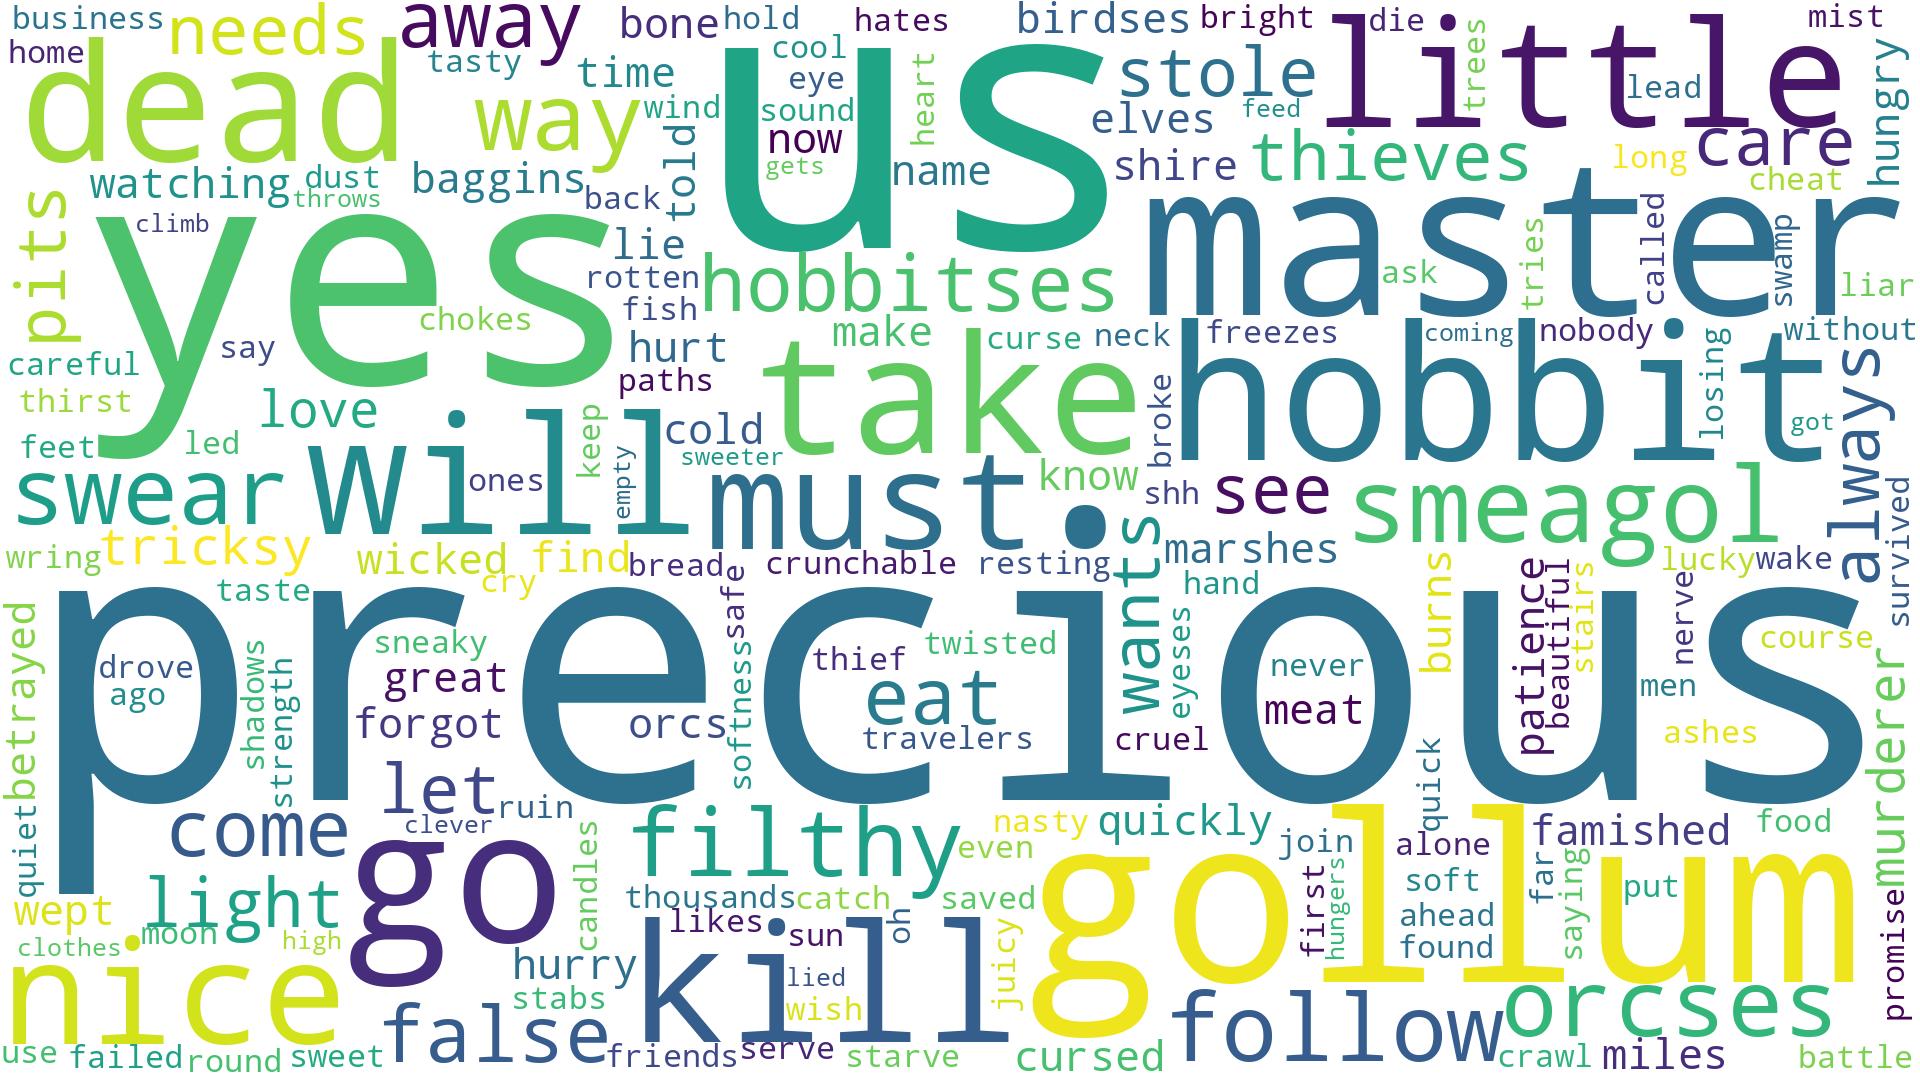 business
home
needs
away
bone
hold
hates
birdses
bright
die
mist
dead
tasty
time
cool
eye
us
heart
stole
little
trees
lead
hungry
way
wind
sound
now
gets
elves
feed
care
thieves
long
cheat
watching
dust
throws
baggins
back
told
name
shire
master
called
swamp
liar
tries
ask
pits
climb
yes
lie
rotten
fish
hobbitses
chokes
say
careful
thirst
hurt
paths
make
curse
neck
freezes
coming
nobody
without
take
hobbit
losing
got
always
broke
love
feet
led
keep
cold
sweeter
empty
ones
will
swear
must
know
shh
see
smeagol
survived
wring
tricksy
wicked
cry
find
bread
crunchable
resting
marshes
wants
hand
burns
patience
beautiful
stairs
lucky
wake
nerve
taste
safe
softness
eyeses
precious
betrayed
drove
ago
shadows
strength
sneaky
great
forgot
orcs
thief
twisted
eat
travelers
cruel
never
meat
men
course
ashes
murderer
quick
quiet
come
let
ruin
clever
go
filthy
nasty
even
quickly
join
alone
famished
food
candles
light
wept
clothes
moon
high
thousands
catch
saved
likes
sun
oh
lied
wish
juicy
kill
gollum
first
hungers
soft
ahead
found
far
saying
put
promise
nice
hurry
stabs
false
follow
orcses
use
failed
round
sweet
friends
serve
starve
cursed
crawl
miles
battle